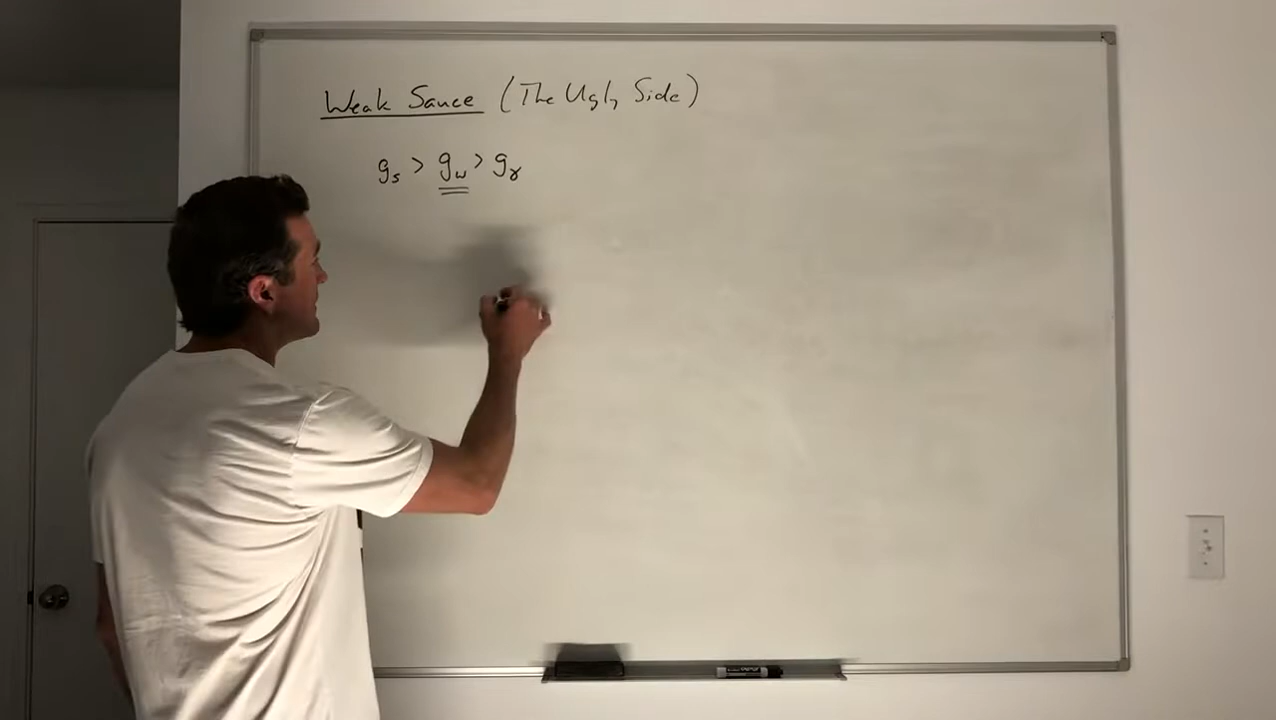 Weak Sauce (The Ugly Side)
g_s > g_w > g_γ